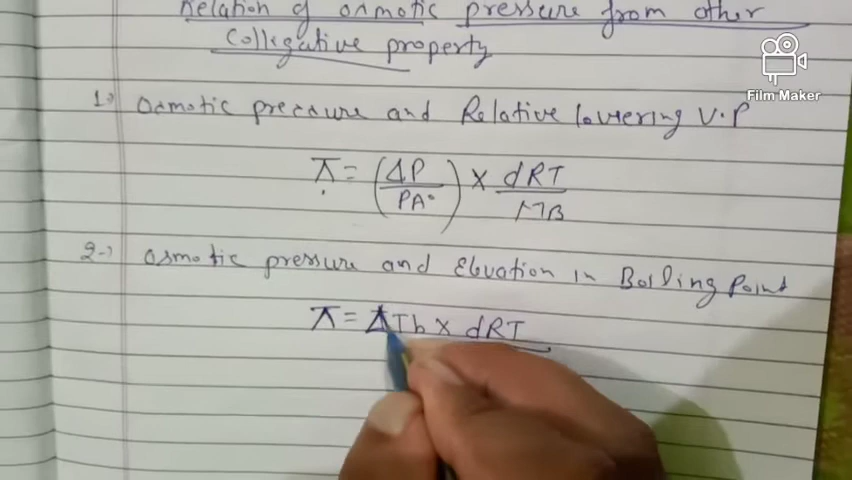 Relation of osmotic pressure from other
Colligative property
Film Maker
1⇒ osmotic pressure and Relative lowering V.P
π = (ΔP/PA°) × dRT/MB
2→ osmotic pressure and Elevation in Boiling Point
π = ΔTb × dRT